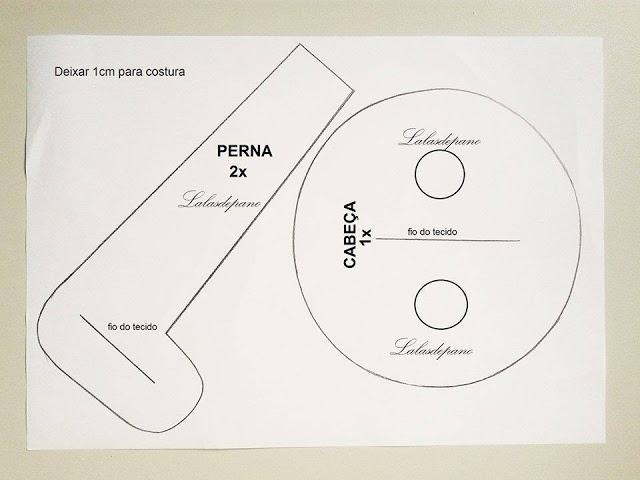 Deixar 1cm para costura
PERNA
2x
Lalasdepano
fio do tecido
Lalasdepano
CABEÇA
1x
fio do tecido
Lalasdepano